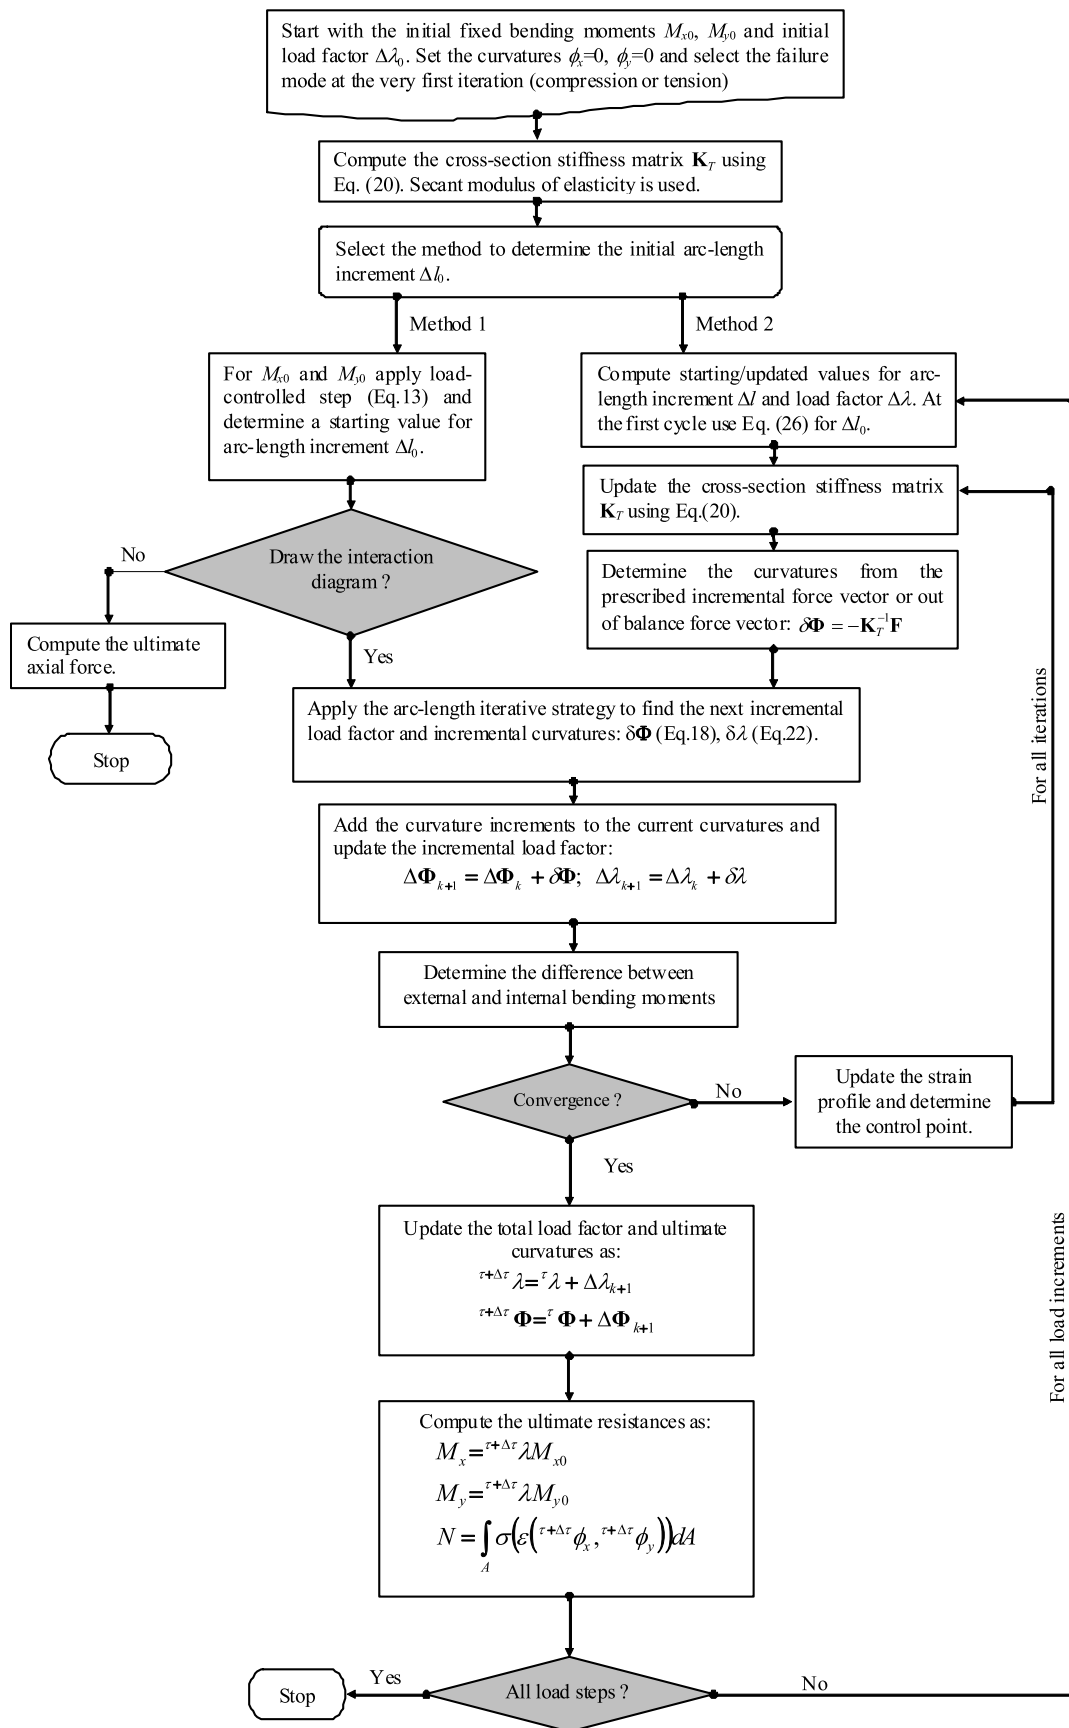 Start with the initial fixed bending moments Mx0, My0 and initial
load factor Δλ0. Set the curvatures ϕx=0, ϕy=0 and select the failure
mode at the very first iteration (compression or tension)
Compute the cross-section stiffness matrix KT using
Eq. (20). Secant modulus of elasticity is used.
Select the method to determine the initial arc-length
increment Δl0.
Method 1
Method 2
For Mx0 and My0 apply load-
controlled step (Eq.13) and
determine a starting value for
arc-length increment Δl0.
Compute starting/updated values for arc-
length increment Δl and load factor Δλ. At
the first cycle use Eq. (26) for Δl0.
Update the cross-section stiffness matrix
KT using Eq.(20).
No
Draw the interaction
diagram ?
Determine the curvatures from the
prescribed incremental force vector or out
of balance force vector: δΦ = −KT⁻¹F
Compute the ultimate
axial force.
Yes
Stop
Apply the arc-length iterative strategy to find the next incremental
load factor and incremental curvatures: δΦ (Eq.18), δλ (Eq.22).
For all iterations
Add the curvature increments to the current curvatures and
update the incremental load factor:
ΔΦk+1 = ΔΦk + δΦ; Δλk+1 = Δλk + δλ
Determine the difference between
external and internal bending moments
Convergence ?
No
Update the strain
profile and determine
the control point.
Yes
Update the total load factor and ultimate
curvatures as:
τ+Δτλ=τλ + Δλk+1
τ+ΔτΦ=τΦ + ΔΦk+1
For all load increments
Compute the ultimate resistances as:
Mx=τ+ΔτλMx0
My=τ+ΔτλMy0
N = ∫A σ(ε(τ+Δτϕx, τ+Δτϕy))dA
Stop
Yes
All load steps ?
No